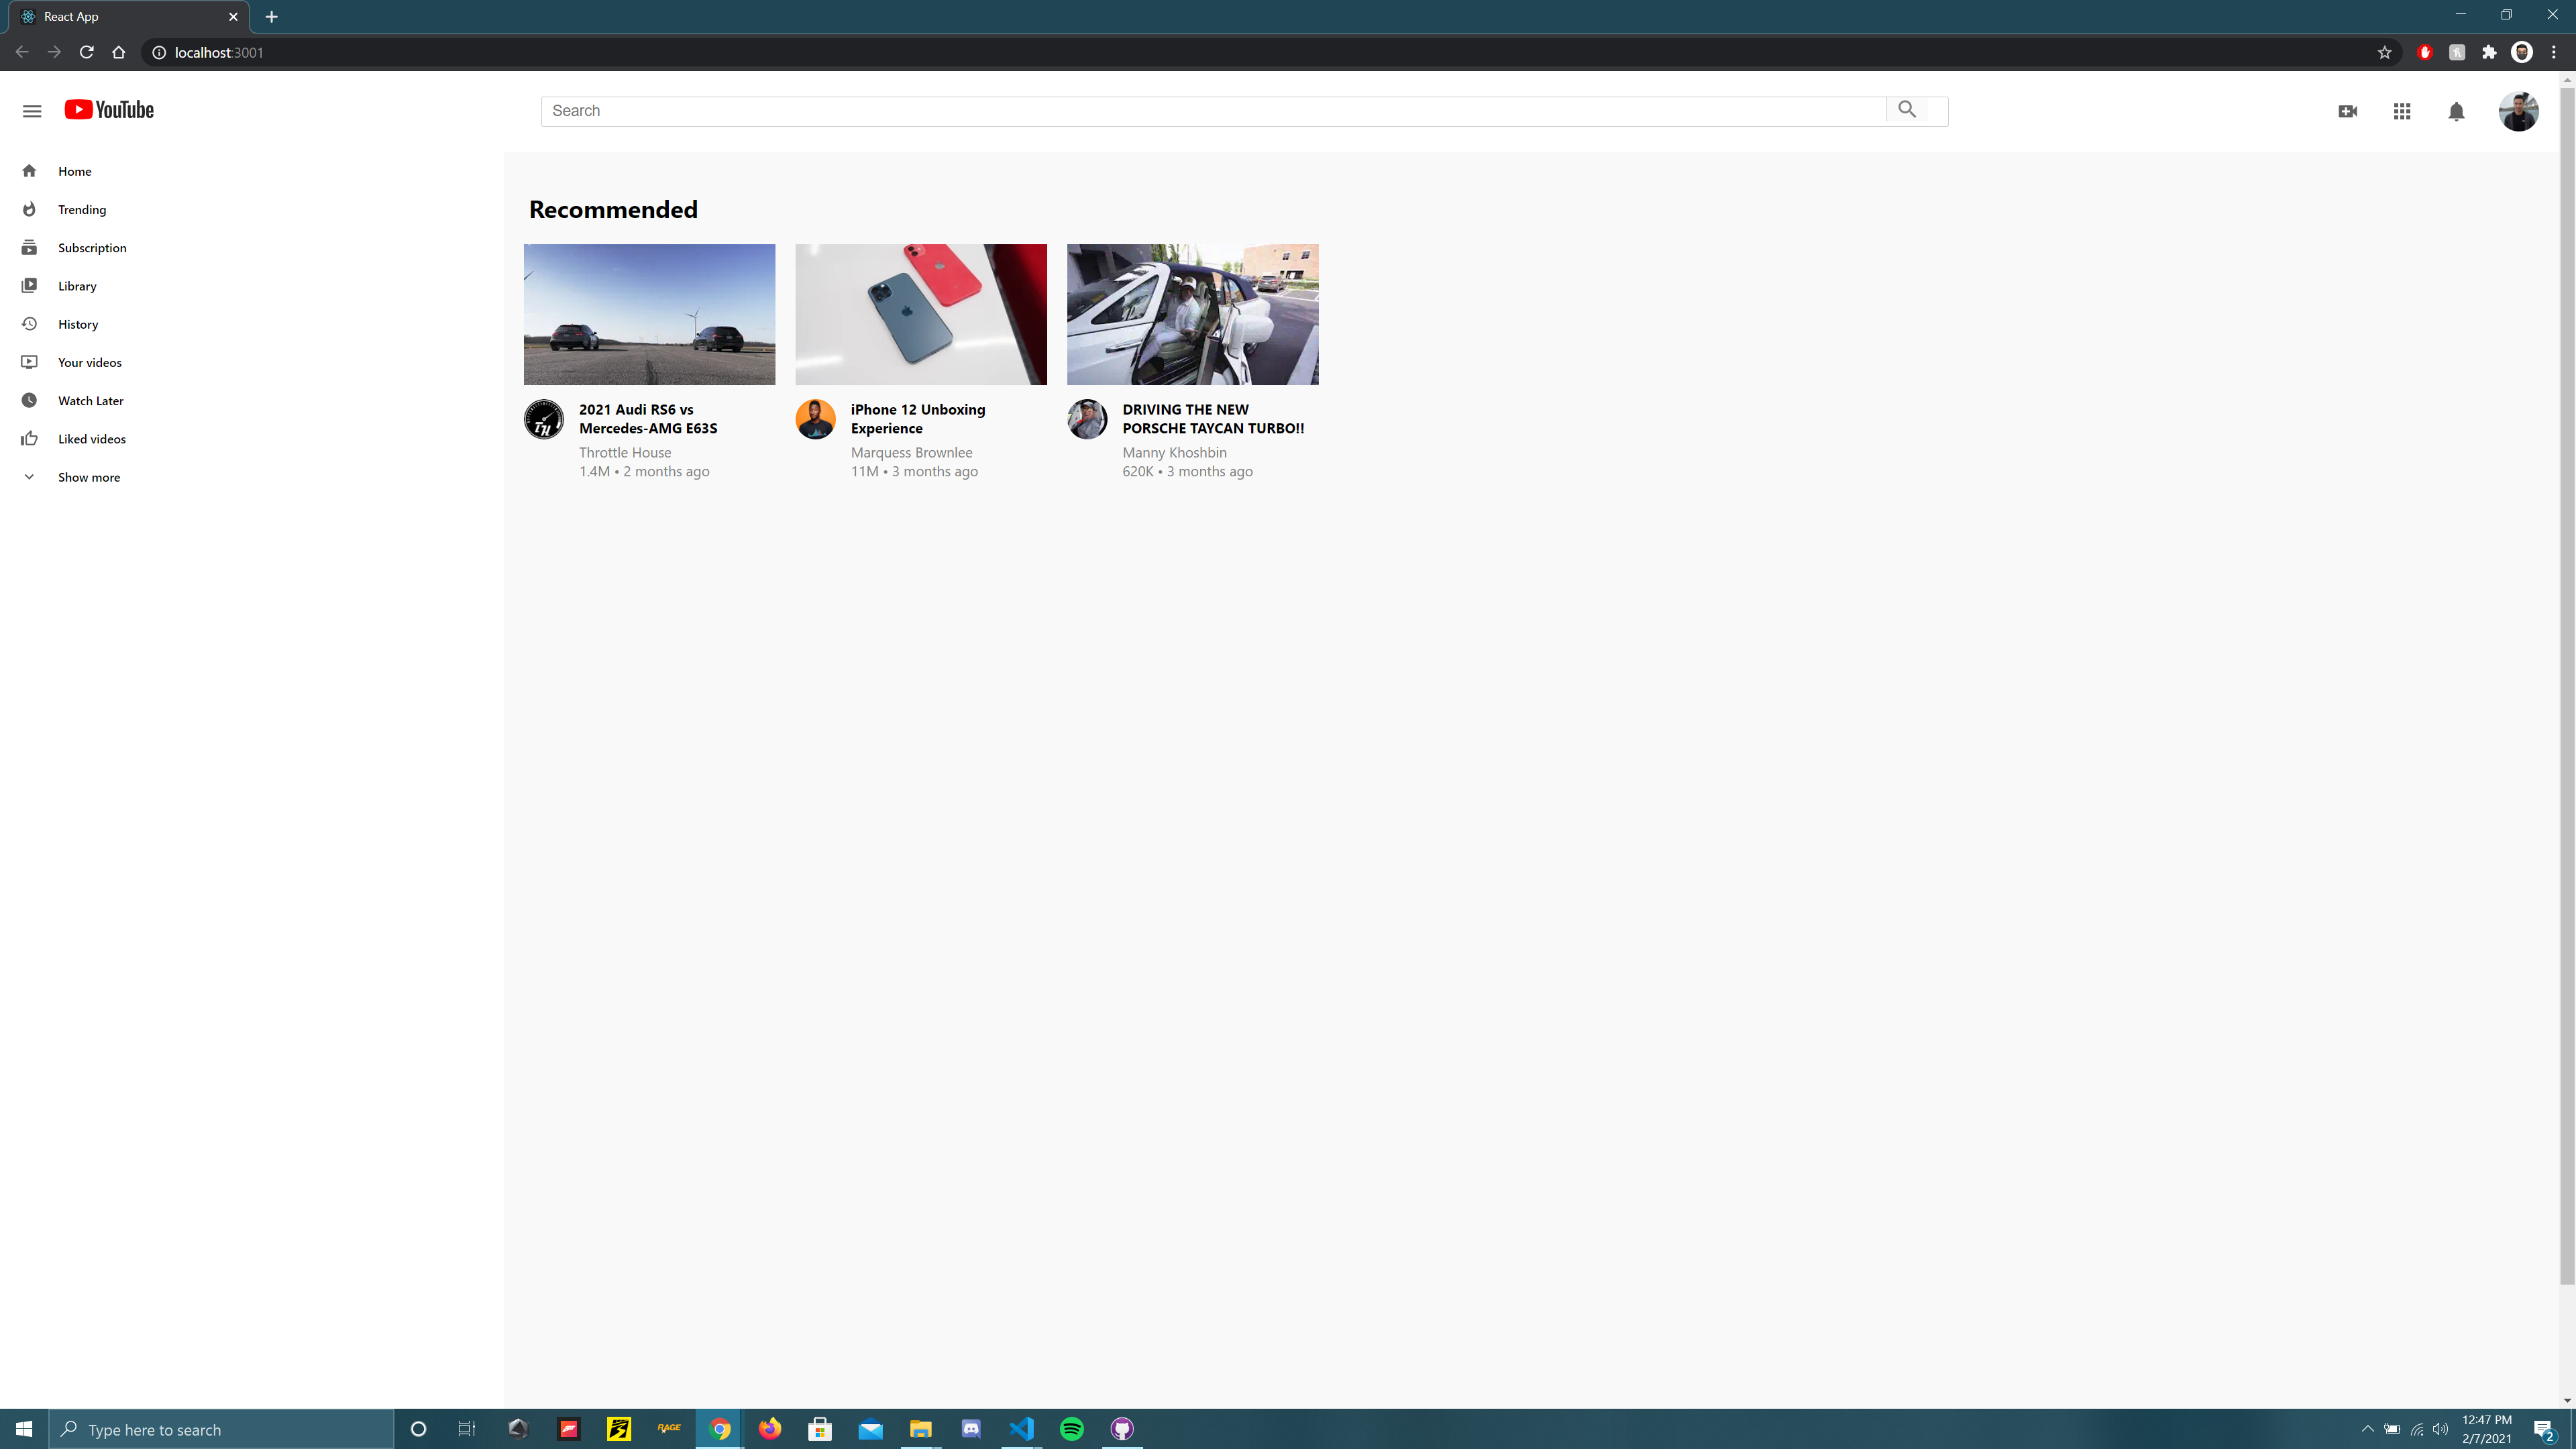 React App
localhost:3001
YouTube
Search
Home
Trending
Subscription
Library
History
Your videos
Watch Later
Liked videos
Show more
Recommended
2021 Audi RS6 vs
Mercedes-AMG E63S
Throttle House
1.4M • 2 months ago
iPhone 12 Unboxing
Experience
Marquess Brownlee
11M • 3 months ago
DRIVING THE NEW
PORSCHE TAYCAN TURBO!!
Manny Khoshbin
620K • 3 months ago
TH
Type here to search
RAGE
12:47 PM
2/7/2021
2